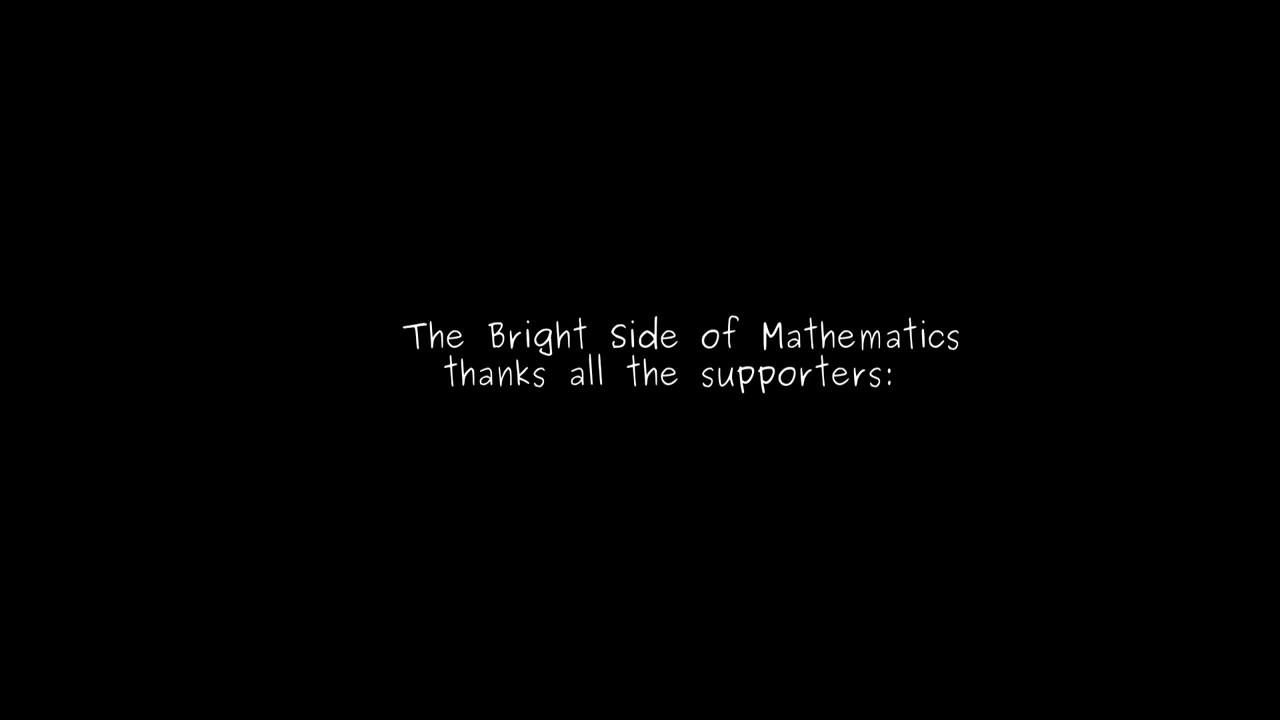 The Bright Side of Mathematics
thanks all the supporters: